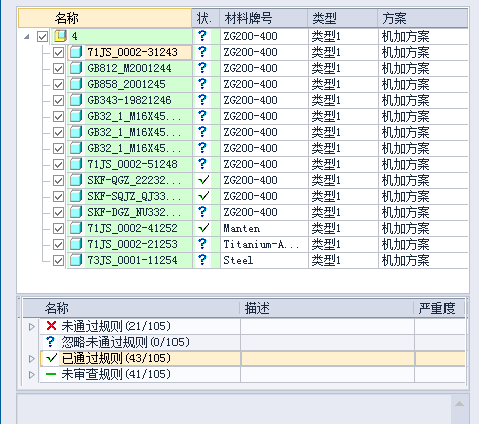 名称 状. 材料牌号 类型 方案
4 ? ZG200-400 类型1 机加方案
71JS_0002-31243 ? ZG200-400 类型1 机加方案
GB812_M2001244 ? ZG200-400 类型1 机加方案
GB858_2001245 ? ZG200-400 类型1 机加方案
GB343-19821246 ? ZG200-400 类型1 机加方案
GB32_1_M16X45... ? ZG200-400 类型1 机加方案
GB32_1_M16X45... ? ZG200-400 类型1 机加方案
GB32_1_M16X45... ? ZG200-400 类型1 机加方案
71JS_0002-51248 ? ZG200-400 类型1 机加方案
SKF-QGZ_22232... ✓ ZG200-400 类型1 机加方案
SKF-SQJZ_QJ33... ✓ ZG200-400 类型1 机加方案
SKF-DGZ_NU332... ? ZG200-400 类型1 机加方案
71JS_0002-41252 ✓ Manten 类型1 机加方案
71JS_0002-21253 ? Titanium-A... 类型1 机加方案
73JS_0001-11254 ? Steel 类型1 机加方案
名称 描述 严重度
未通过规则(21/105)
? 忽略未通过规则(0/105)
已通过规则(43/105)
未审查规则(41/105)